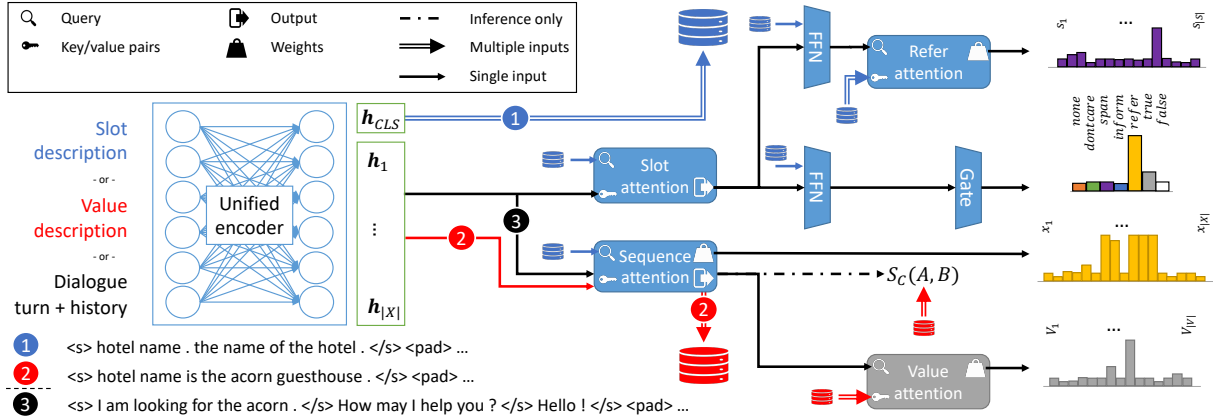 Query
Output
Inference only
Key/value pairs
Weights
Multiple inputs
Single input
Slot
description
- or -
Value
description
- or -
Dialogue
turn + history
Unified
encoder
h_CLS
h_1
⋮
h_|X|
1
3
2
2
Slot
attention
Sequence
attention
FFN
FFN
Refer
attention
Gate
S_C(A, B)
Value
attention
s_1 ... s_|S|
none
dontcare
span
inform
refer
true
false
x_1 ... x_|X|
V_1 ... V_|V|
1 <s> hotel name . the name of the hotel . </s> <pad> ...
2 <s> hotel name is the acorn guesthouse . </s> <pad> ...
3 <s> I am looking for the acorn . </s> How may I help you ? </s> Hello ! </s> <pad> ...